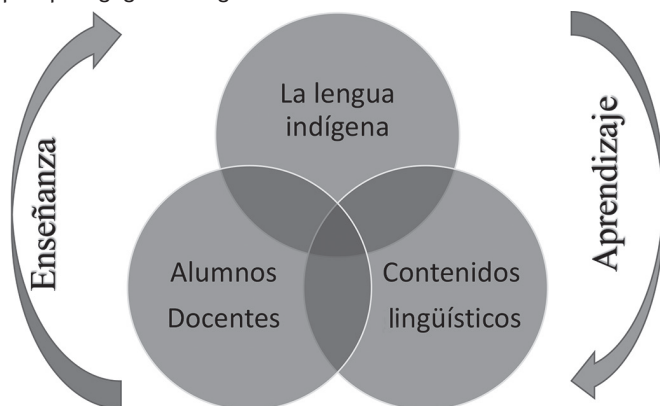 La lengua
indígena
Enseñanza
Aprendizaje
Alumnos
Docentes
Contenidos
lingüísticos